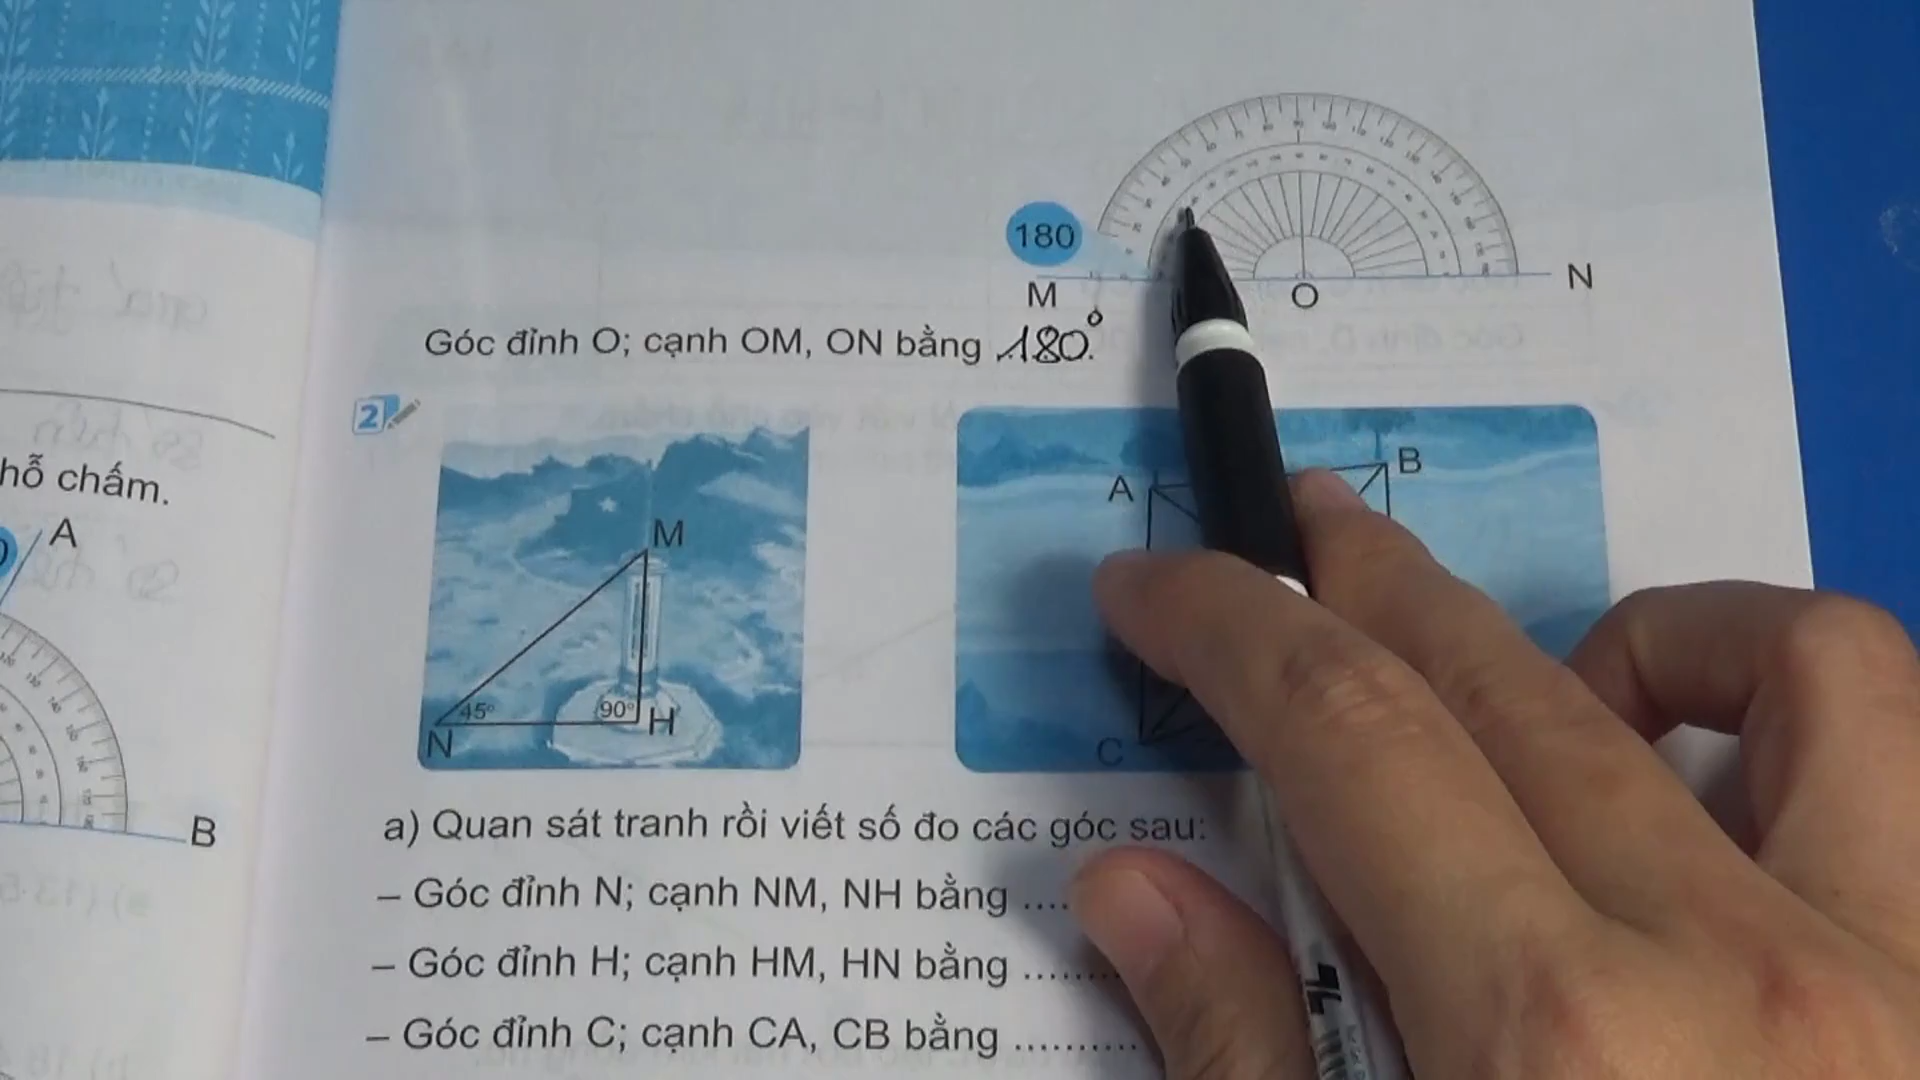 180
M
O
N
Góc đỉnh O; cạnh OM, ON bằng 180°
2
hỗ chấm.
A
B
M
45°
90°
N
H
A
B
C
a) Quan sát tranh rồi viết số đo các góc sau:
– Góc đỉnh N; cạnh NM, NH bằng ....
– Góc đỉnh H; cạnh HM, HN bằng .......
– Góc đỉnh C; cạnh CA, CB bằng ..........